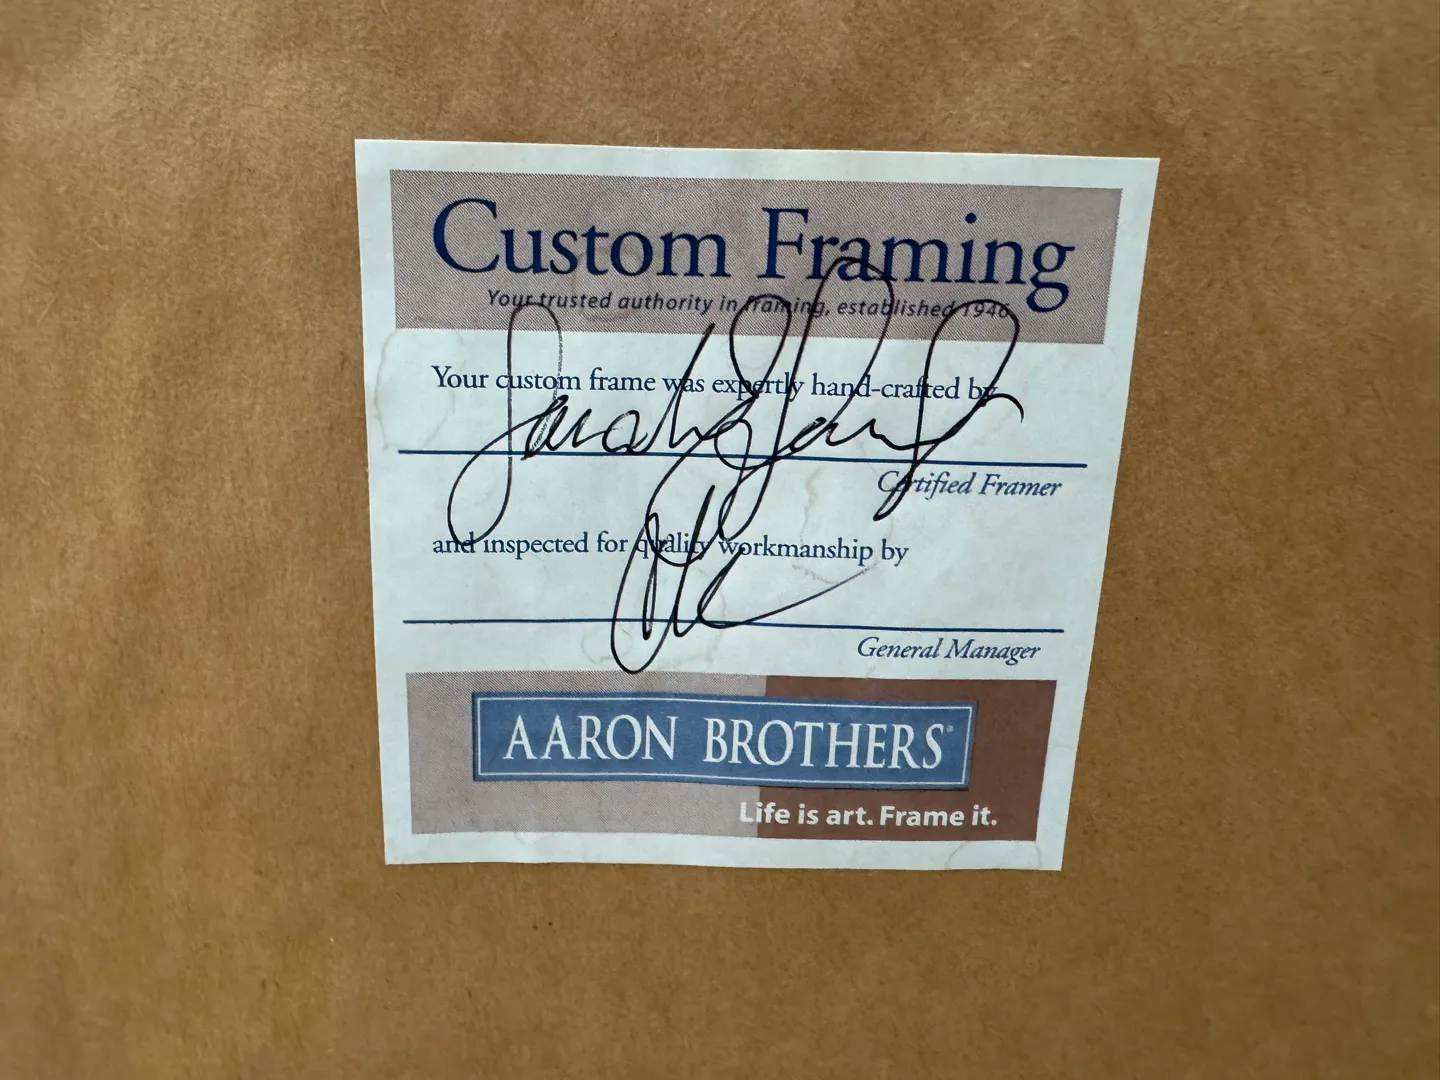 Custom Framing
Your trusted authority in framing, established 1946
Your custom frame was expertly hand-crafted by
Sarah
Certified Framer
and inspected for quality workmanship by
General Manager
AARON BROTHERS®
Life is art. Frame it.